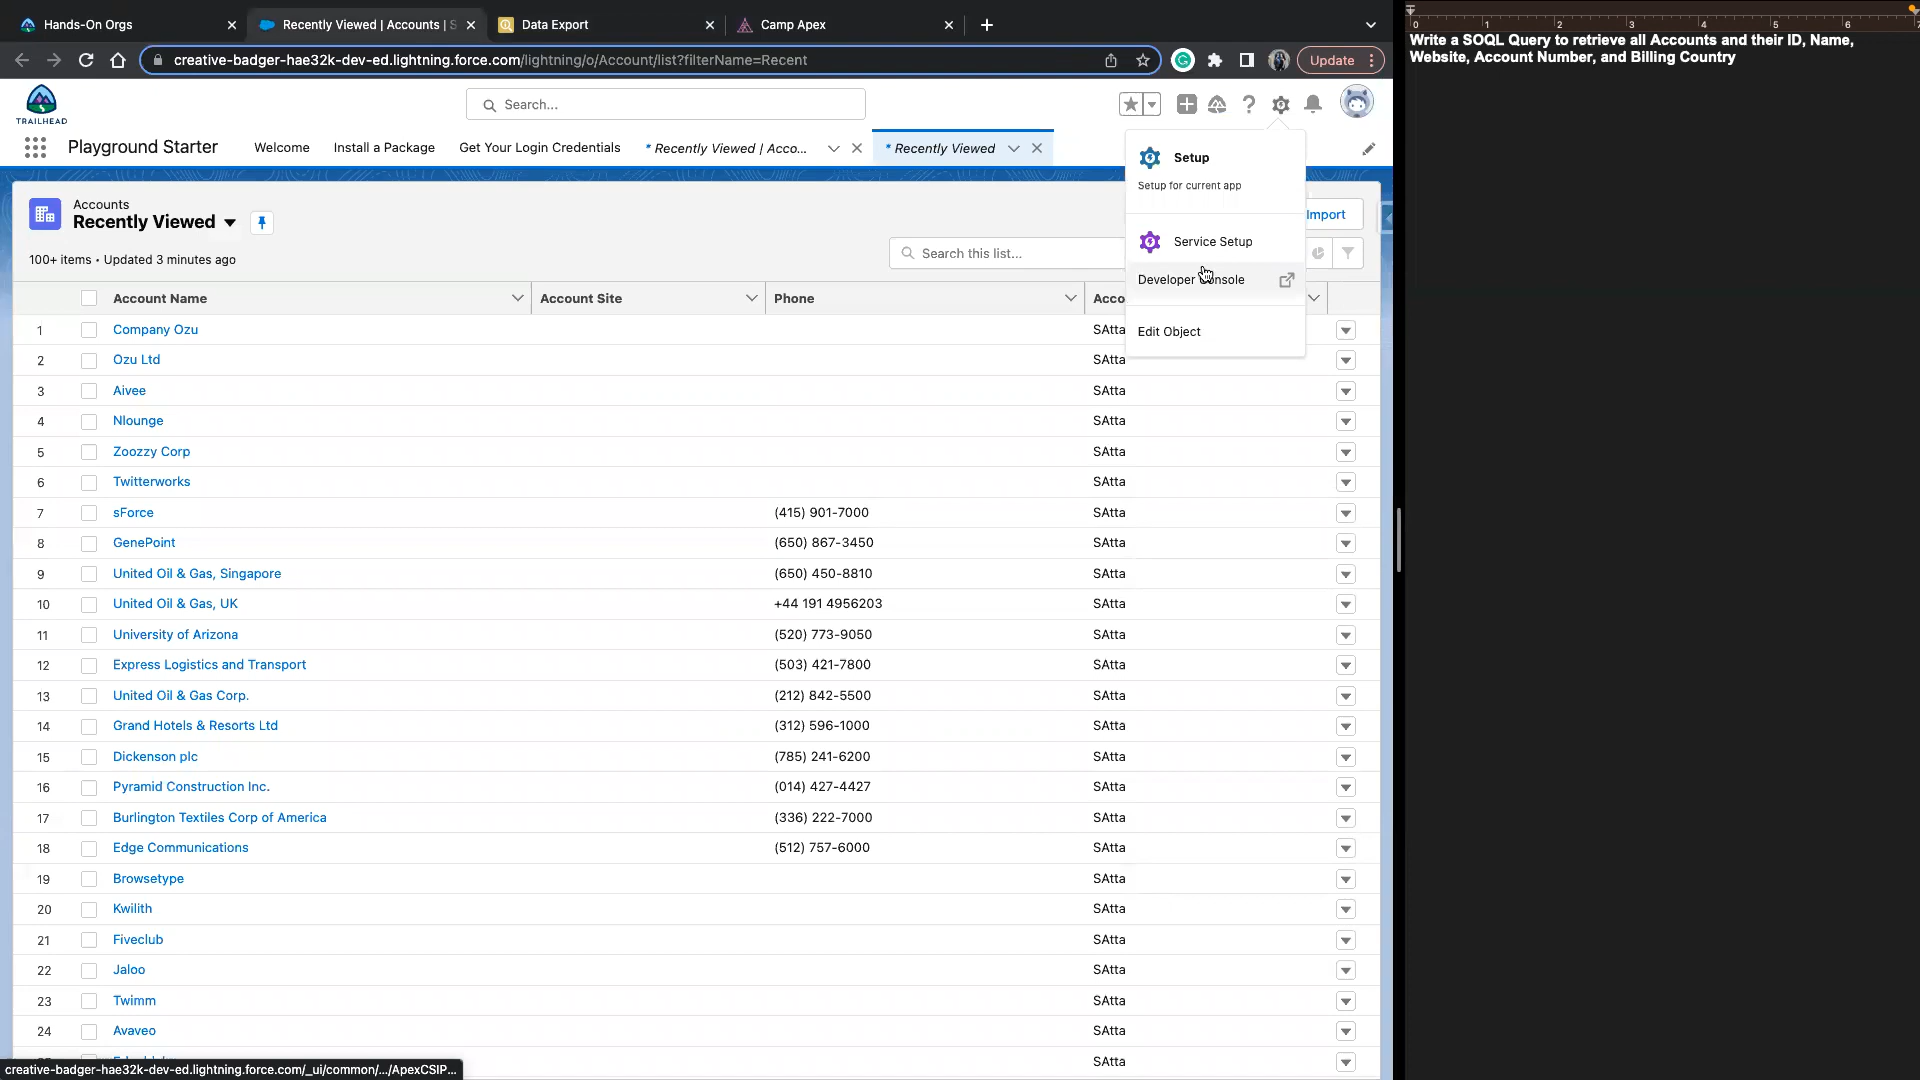 Hands-On Orgs
Recently Viewed | Accounts | S
Data Export
Camp Apex
creative-badger-hae32k-dev-ed.lightning.force.com/lightning/o/Account/list?filterName=Recent
Update
0 1 2 3 4 5 6 7
Write a SOQL Query to retrieve all Accounts and their ID, Name,
Website, Account Number, and Billing Country
TRAILHEAD
Search...
Playground Starter
Welcome
Install a Package
Get Your Login Credentials
* Recently Viewed | Acco...
* Recently Viewed
Setup
Setup for current app
Service Setup
Developer Console
Edit Object
Accounts
Recently Viewed
Import
100+ items • Updated 3 minutes ago
Search this list...
Account Name Account Site Phone Acco
1 Company Ozu SAtta
2 Ozu Ltd SAtta
3 Aivee SAtta
4 Nlounge SAtta
5 Zoozzy Corp SAtta
6 Twitterworks SAtta
7 sForce (415) 901-7000 SAtta
8 GenePoint (650) 867-3450 SAtta
9 United Oil & Gas, Singapore (650) 450-8810 SAtta
10 United Oil & Gas, UK +44 191 4956203 SAtta
11 University of Arizona (520) 773-9050 SAtta
12 Express Logistics and Transport (503) 421-7800 SAtta
13 United Oil & Gas Corp. (212) 842-5500 SAtta
14 Grand Hotels & Resorts Ltd (312) 596-1000 SAtta
15 Dickenson plc (785) 241-6200 SAtta
16 Pyramid Construction Inc. (014) 427-4427 SAtta
17 Burlington Textiles Corp of America (336) 222-7000 SAtta
18 Edge Communications (512) 757-6000 SAtta
19 Browsetype SAtta
20 Kwilith SAtta
21 Fiveclub SAtta
22 Jaloo SAtta
23 Twimm SAtta
24 Avaveo SAtta
SAtta
creative-badger-hae32k-dev-ed.lightning.force.com/_ui/common/.../ApexCSIP...